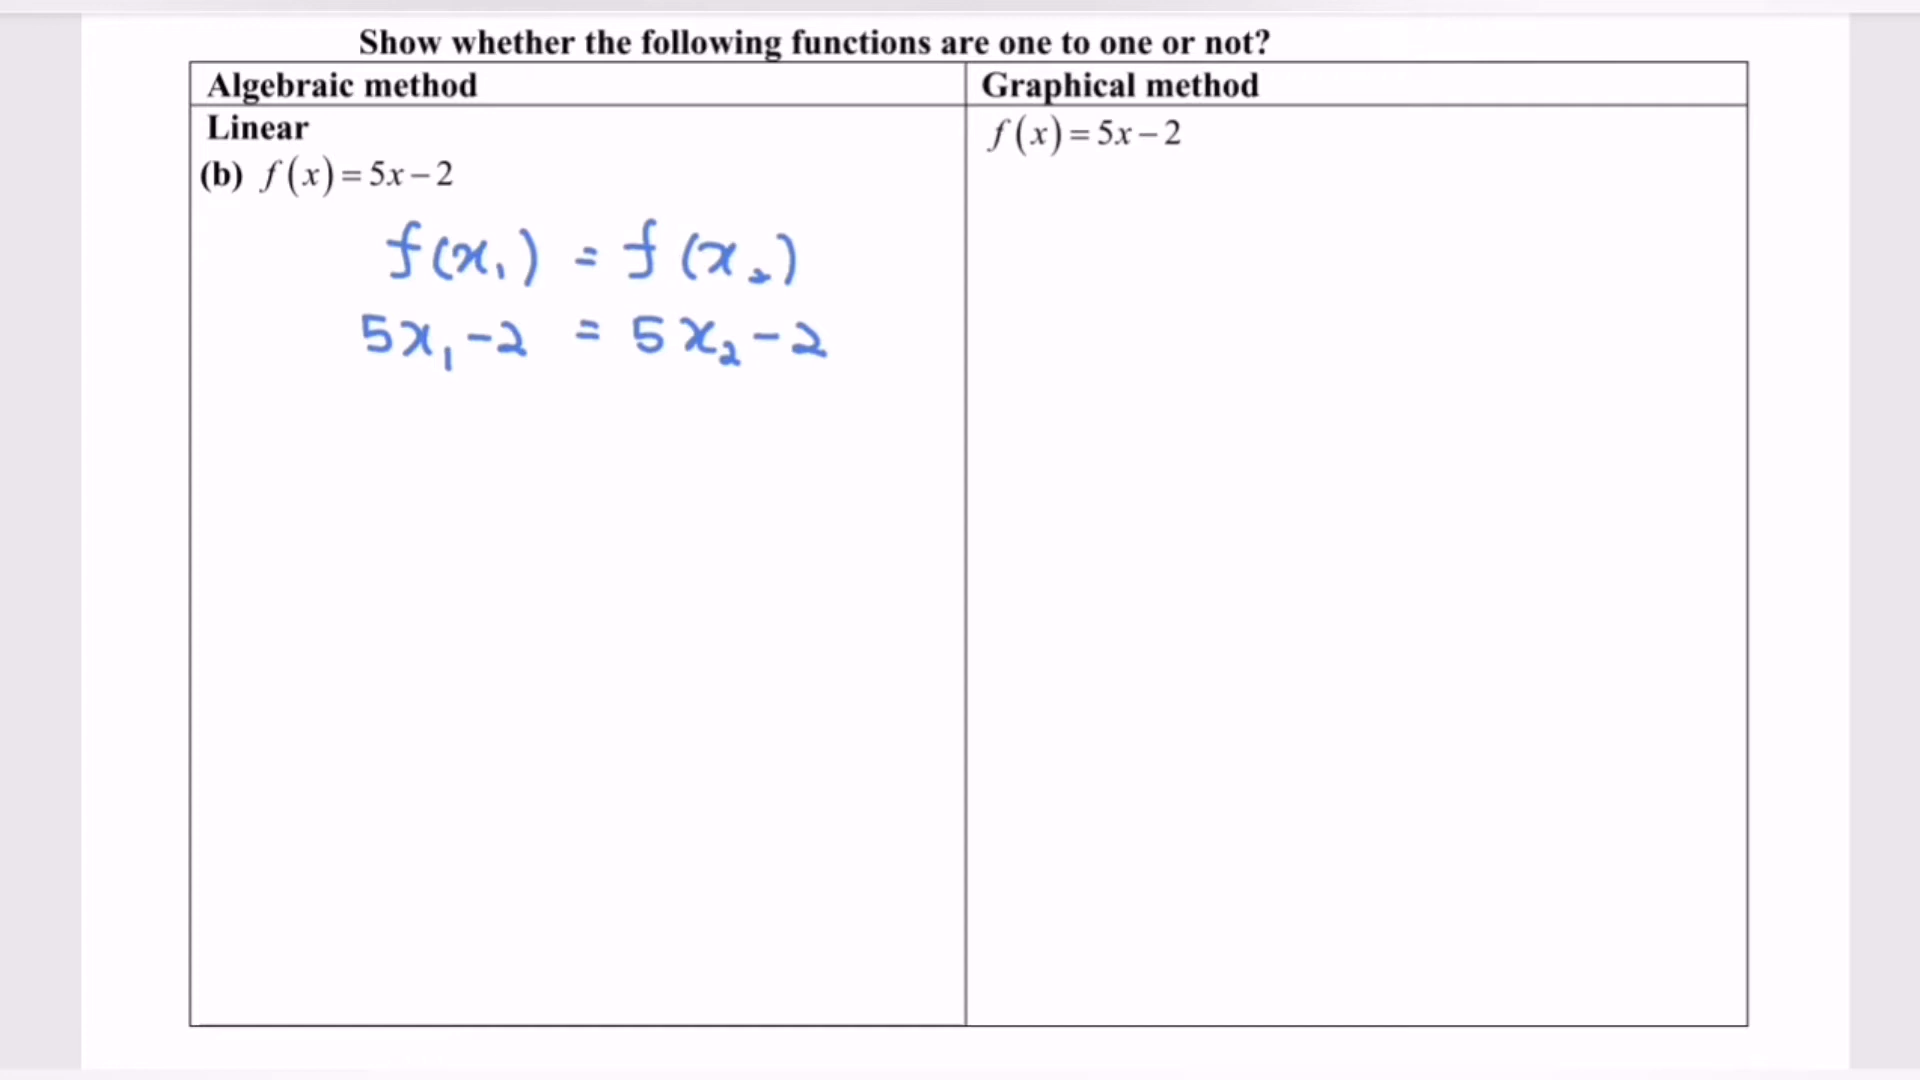 Show whether the following functions are one to one or not?
Algebraic method
Linear
(b) f(x) = 5x – 2
f(x₁) = f(x₂)
5x₁ – 2 = 5x₂ – 2
Graphical method
f(x) = 5x – 2